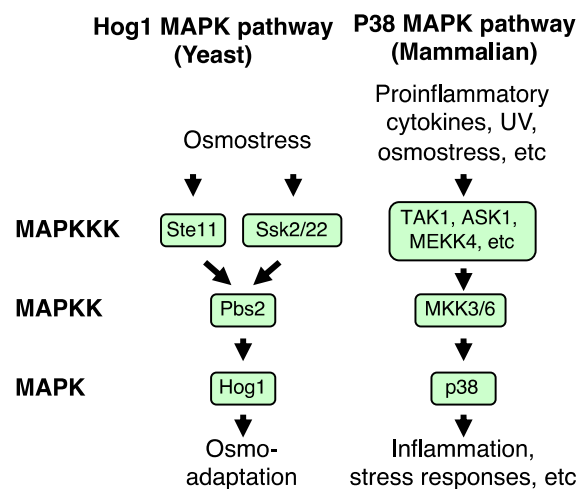 Hog1 MAPK pathway
(Yeast)
P38 MAPK pathway
(Mammalian)
Osmostress
Proinflammatory
cytokines, UV,
osmostress, etc
MAPKKK
Ste11
Ssk2/22
TAK1, ASK1,
MEKK4, etc
MAPKK
Pbs2
MKK3/6
MAPK
Hog1
p38
Osmo-
adaptation
Inflammation,
stress responses, etc